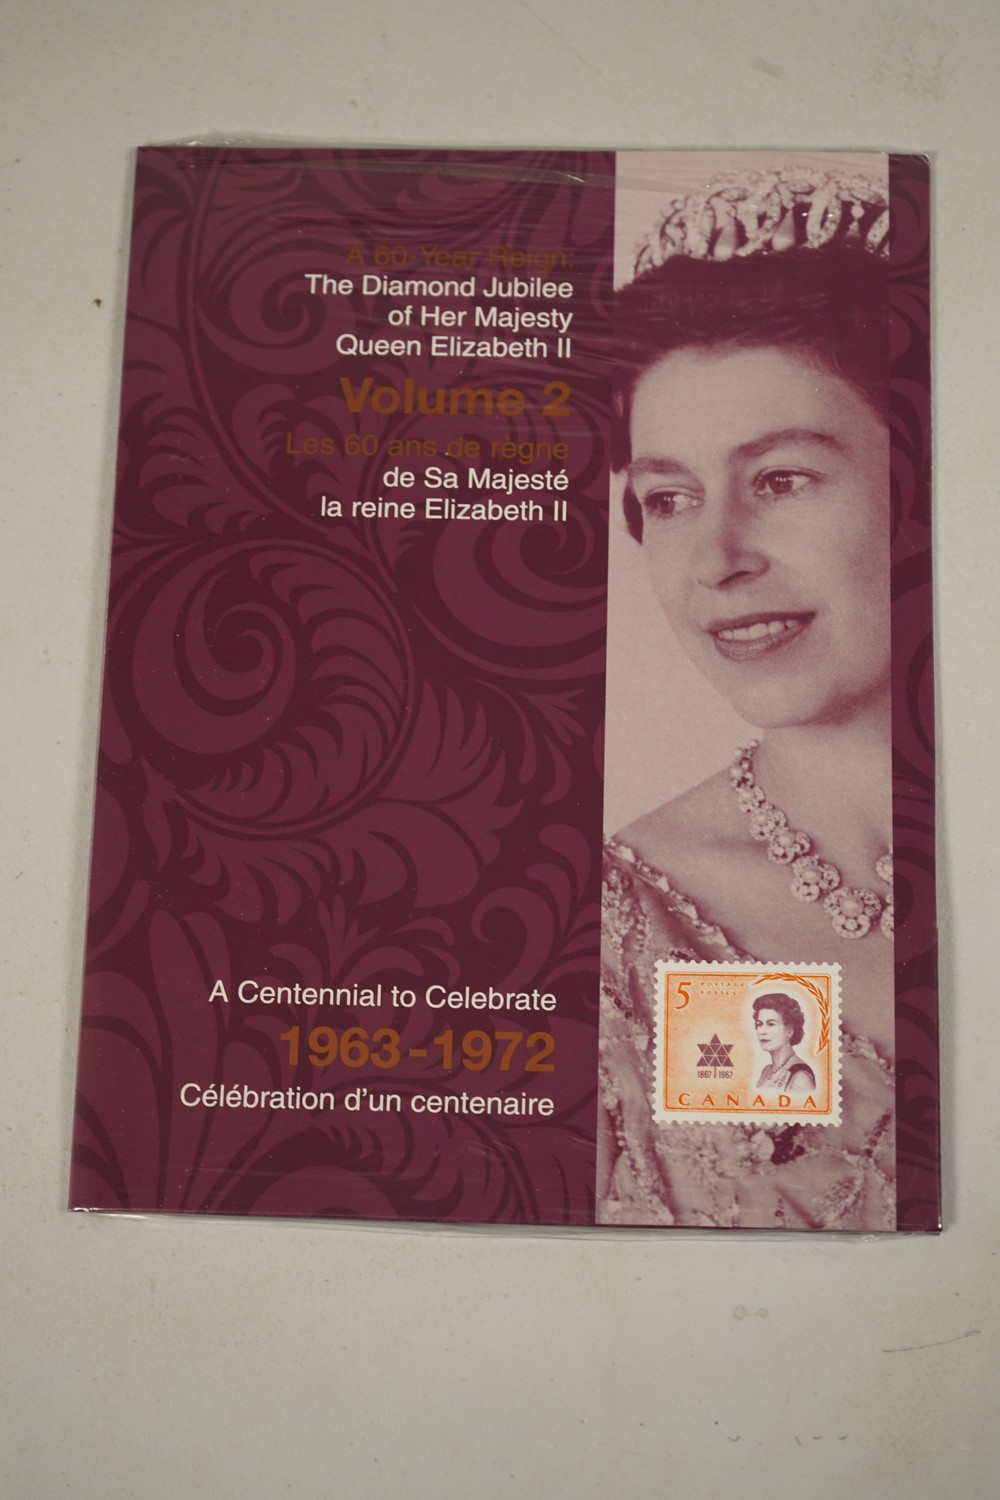 A 60-Year Reign:
The Diamond Jubilee
of Her Majesty
Queen Elizabeth II
Volume 2
Les 60 ans de règne
de Sa Majesté
la reine Elizabeth II
A Centennial to Celebrate
1963-1972
Célébration d'un centenaire
5
POSTAGE
POSTES
1867 1967
CANADA